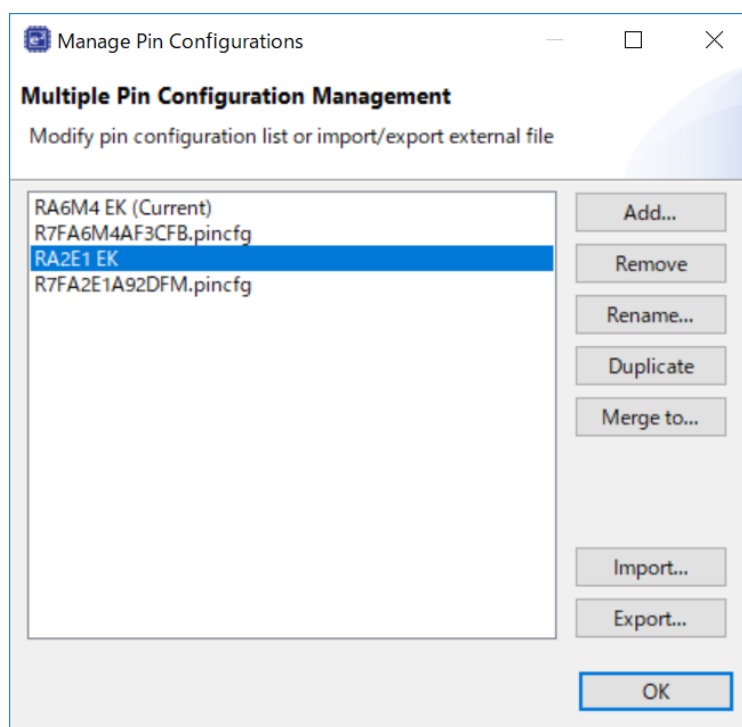 Manage Pin Configurations
Multiple Pin Configuration Management
Modify pin configuration list or import/export external file
RA6M4 EK (Current)
R7FA6M4AF3CFB.pincfg
RA2E1 EK
R7FA2E1A92DFM.pincfg
Add...
Remove
Rename...
Duplicate
Merge to...
Import...
Export...
OK